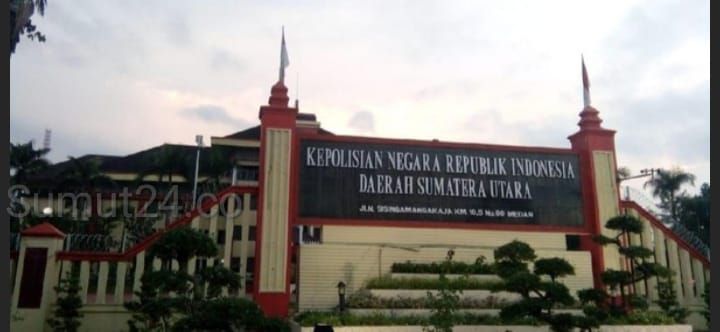 KEPOLISIAN NEGARA REPUBLIK INDONESIA
DAERAH SUMATERA UTARA
JLN. SISINGAMANGARAJA KM. 10,5 No.60 MEDAN
Sumut24.co